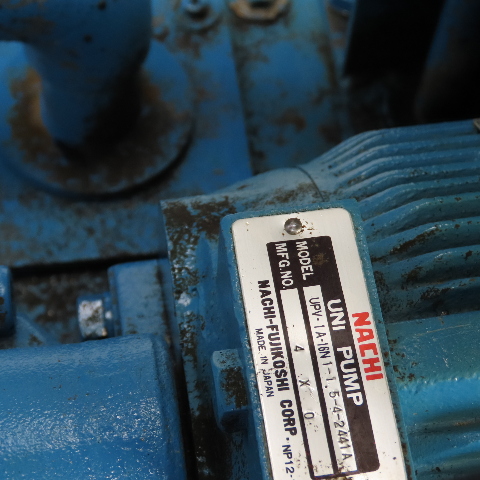 NACHI
UNI PUMP
MODEL UPV-1A-16N1-1.5-4-2441A
MFG.NO. 4 X 0
NACHI-FUJIKOSHI CORP.
MADE IN JAPAN
NP12-